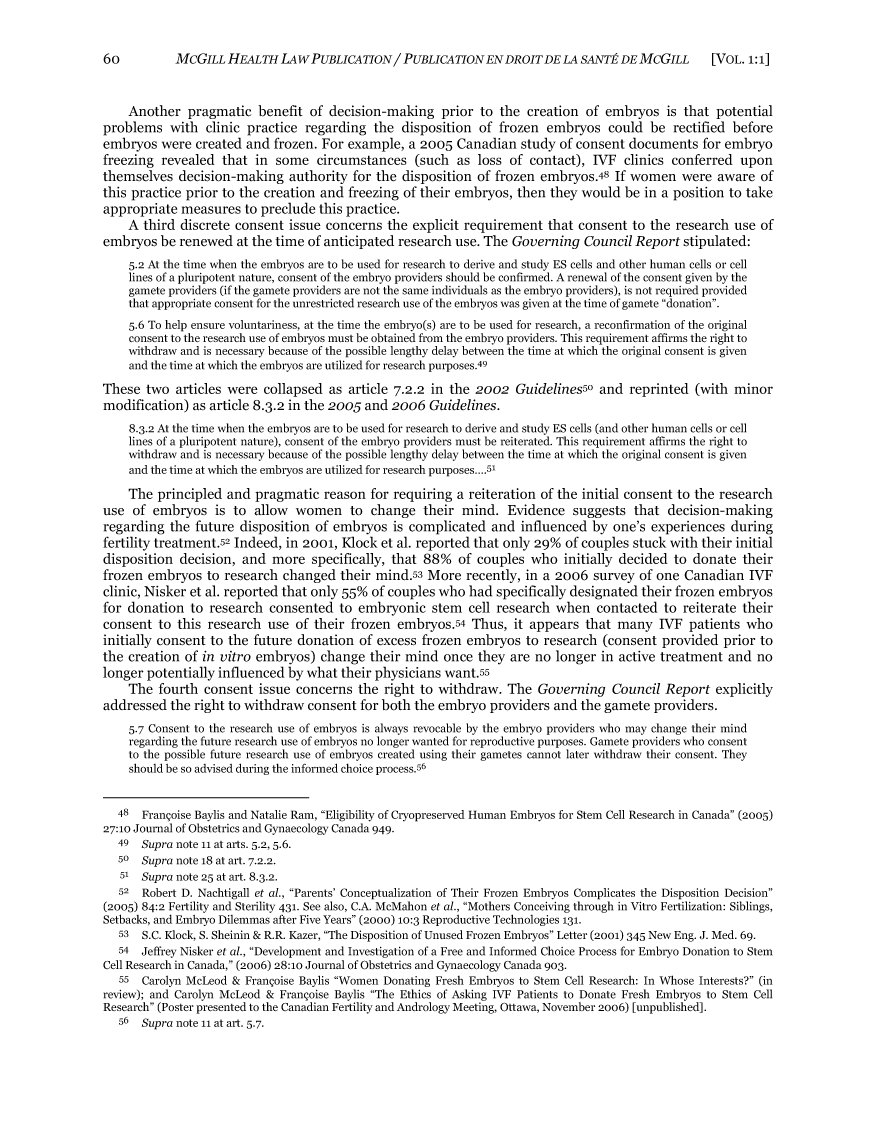 60 MCGILL HEALTH LAW PUBLICATION / PUBLICATION EN DROIT DE LA SANTÉ DE MCGILL [VOL. 1:1]
Another pragmatic benefit of decision-making prior to the creation of embryos is that potential
problems with clinic practice regarding the disposition of frozen embryos could be rectified before
embryos were created and frozen. For example, a 2005 Canadian study of consent documents for embryo
freezing revealed that in some circumstances (such as loss of contact), IVF clinics conferred upon
themselves decision-making authority for the disposition of frozen embryos.48 If women were aware of
this practice prior to the creation and freezing of their embryos, then they would be in a position to take
appropriate measures to preclude this practice.
A third discrete consent issue concerns the explicit requirement that consent to the research use of
embryos be renewed at the time of anticipated research use. The Governing Council Report stipulated:
5.2 At the time when the embryos are to be used for research to derive and study ES cells and other human cells or cell
lines of a pluripotent nature, consent of the embryo providers should be confirmed. A renewal of the consent given by the
gamete providers (if the gamete providers are not the same individuals as the embryo providers), is not required provided
that appropriate consent for the unrestricted research use of the embryos was given at the time of gamete “donation”.
5.6 To help ensure voluntariness, at the time the embryo(s) are to be used for research, a reconfirmation of the original
consent to the research use of embryos must be obtained from the embryo providers. This requirement affirms the right to
withdraw and is necessary because of the possible lengthy delay between the time at which the original consent is given
and the time at which the embryos are utilized for research purposes.49
These two articles were collapsed as article 7.2.2 in the 2002 Guidelines50 and reprinted (with minor
modification) as article 8.3.2 in the 2005 and 2006 Guidelines.
8.3.2 At the time when the embryos are to be used for research to derive and study ES cells (and other human cells or cell
lines of a pluripotent nature), consent of the embryo providers must be reiterated. This requirement affirms the right to
withdraw and is necessary because of the possible lengthy delay between the time at which the original consent is given
and the time at which the embryos are utilized for research purposes….51
The principled and pragmatic reason for requiring a reiteration of the initial consent to the research
use of embryos is to allow women to change their mind. Evidence suggests that decision-making
regarding the future disposition of embryos is complicated and influenced by one’s experiences during
fertility treatment.52 Indeed, in 2001, Klock et al. reported that only 29% of couples stuck with their initial
disposition decision, and more specifically, that 88% of couples who initially decided to donate their
frozen embryos to research changed their mind.53 More recently, in a 2006 survey of one Canadian IVF
clinic, Nisker et al. reported that only 55% of couples who had specifically designated their frozen embryos
for donation to research consented to embryonic stem cell research when contacted to reiterate their
consent to this research use of their frozen embryos.54 Thus, it appears that many IVF patients who
initially consent to the future donation of excess frozen embryos to research (consent provided prior to
the creation of in vitro embryos) change their mind once they are no longer in active treatment and no
longer potentially influenced by what their physicians want.55
The fourth consent issue concerns the right to withdraw. The Governing Council Report explicitly
addressed the right to withdraw consent for both the embryo providers and the gamete providers.
5.7 Consent to the research use of embryos is always revocable by the embryo providers who may change their mind
regarding the future research use of embryos no longer wanted for reproductive purposes. Gamete providers who consent
to the possible future research use of embryos created using their gametes cannot later withdraw their consent. They
should be so advised during the informed choice process.56
48 Françoise Baylis and Natalie Ram, “Eligibility of Cryopreserved Human Embryos for Stem Cell Research in Canada” (2005)
27:10 Journal of Obstetrics and Gynaecology Canada 949.
49 Supra note 11 at arts. 5.2, 5.6.
50 Supra note 18 at art. 7.2.2.
51 Supra note 25 at art. 8.3.2.
52 Robert D. Nachtigall et al., “Parents’ Conceptualization of Their Frozen Embryos Complicates the Disposition Decision”
(2005) 84:2 Fertility and Sterility 431. See also, C.A. McMahon et al., “Mothers Conceiving through in Vitro Fertilization: Siblings,
Setbacks, and Embryo Dilemmas after Five Years” (2000) 10:3 Reproductive Technologies 131.
53 S.C. Klock, S. Sheinin & R.R. Kazer, “The Disposition of Unused Frozen Embryos” Letter (2001) 345 New Eng. J. Med. 69.
54 Jeffrey Nisker et al., “Development and Investigation of a Free and Informed Choice Process for Embryo Donation to Stem
Cell Research in Canada,” (2006) 28:10 Journal of Obstetrics and Gynaecology Canada 903.
55 Carolyn McLeod & Françoise Baylis “Women Donating Fresh Embryos to Stem Cell Research: In Whose Interests?” (in
review); and Carolyn McLeod & Françoise Baylis “The Ethics of Asking IVF Patients to Donate Fresh Embryos to Stem Cell
Research” (Poster presented to the Canadian Fertility and Andrology Meeting, Ottawa, November 2006) [unpublished].
56 Supra note 11 at art. 5.7.